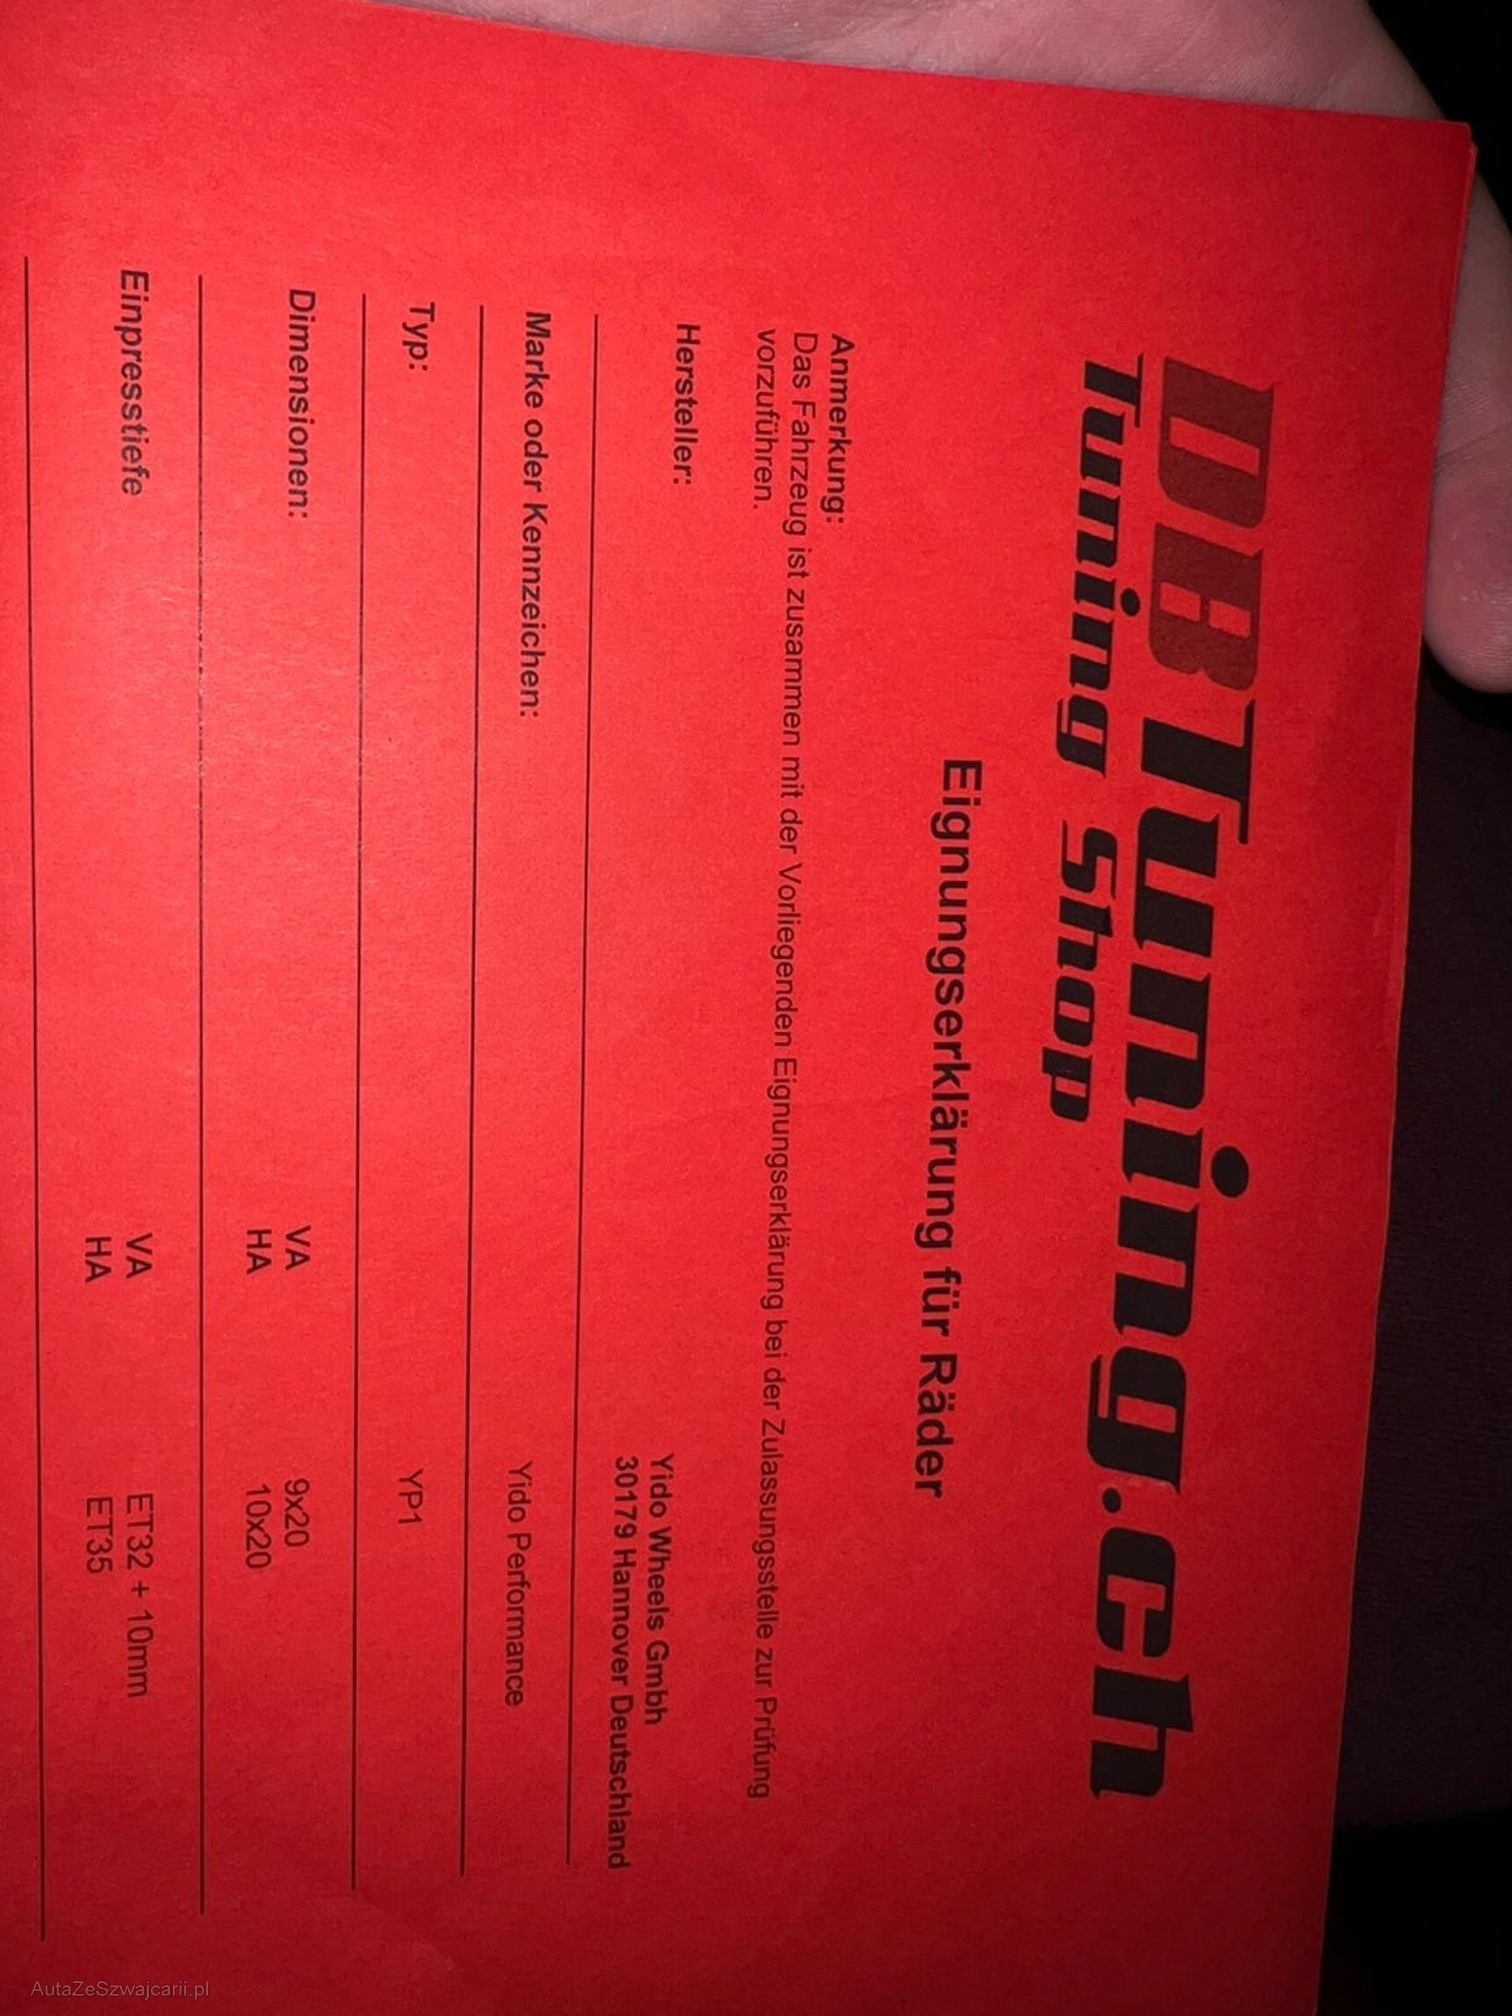 DBTuning.ch
Tuning Shop
Eignungserklärung für Räder
Anmerkung:
Das Fahrzeug ist zusammen mit der Vorliegenden Eignungserklärung bei der Zulassungsstelle zur Prüfung
vorzuführen.
Hersteller: Yido Wheels Gmbh
30179 Hannover Deutschland
Marke oder Kennzeichen: Yido Performance
Typ: YP1
Dimensionen: VA 9x20
HA 10x20
Einpresstiefe VA ET32 + 10mm
HA ET35
AutaZeSzwajcarii.pl